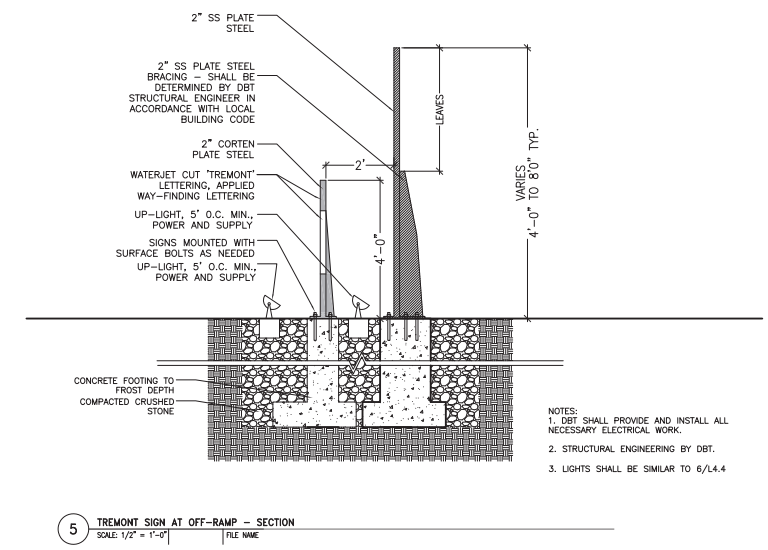 2" SS PLATE
STEEL
2" SS PLATE STEEL
BRACING – SHALL BE
DETERMINED BY DBT
STRUCTURAL ENGINEER IN
ACCORDANCE WITH LOCAL
BUILDING CODE
2" CORTEN
PLATE STEEL
WATERJET CUT 'TREMONT'
LETTERING, APPLIED
WAY–FINDING LETTERING
UP–LIGHT, 5' O.C. MIN.,
POWER AND SUPPLY
SIGNS MOUNTED WITH
SURFACE BOLTS AS NEEDED
UP–LIGHT, 5' O.C. MIN.,
POWER AND SUPPLY
2'
4'–0"
LEAVES
VARIES
4'–0" TO 8'0" TYP.
CONCRETE FOOTING TO
FROST DEPTH
COMPACTED CRUSHED
STONE
NOTES:
1. DBT SHALL PROVIDE AND INSTALL ALL
NECESSARY ELECTRICAL WORK.
2. STRUCTURAL ENGINEERING BY DBT.
3. LIGHTS SHALL BE SIMILAR TO 6/L4.4
5
TREMONT SIGN AT OFF–RAMP – SECTION
SCALE: 1/2" = 1'–0" FILE NAME